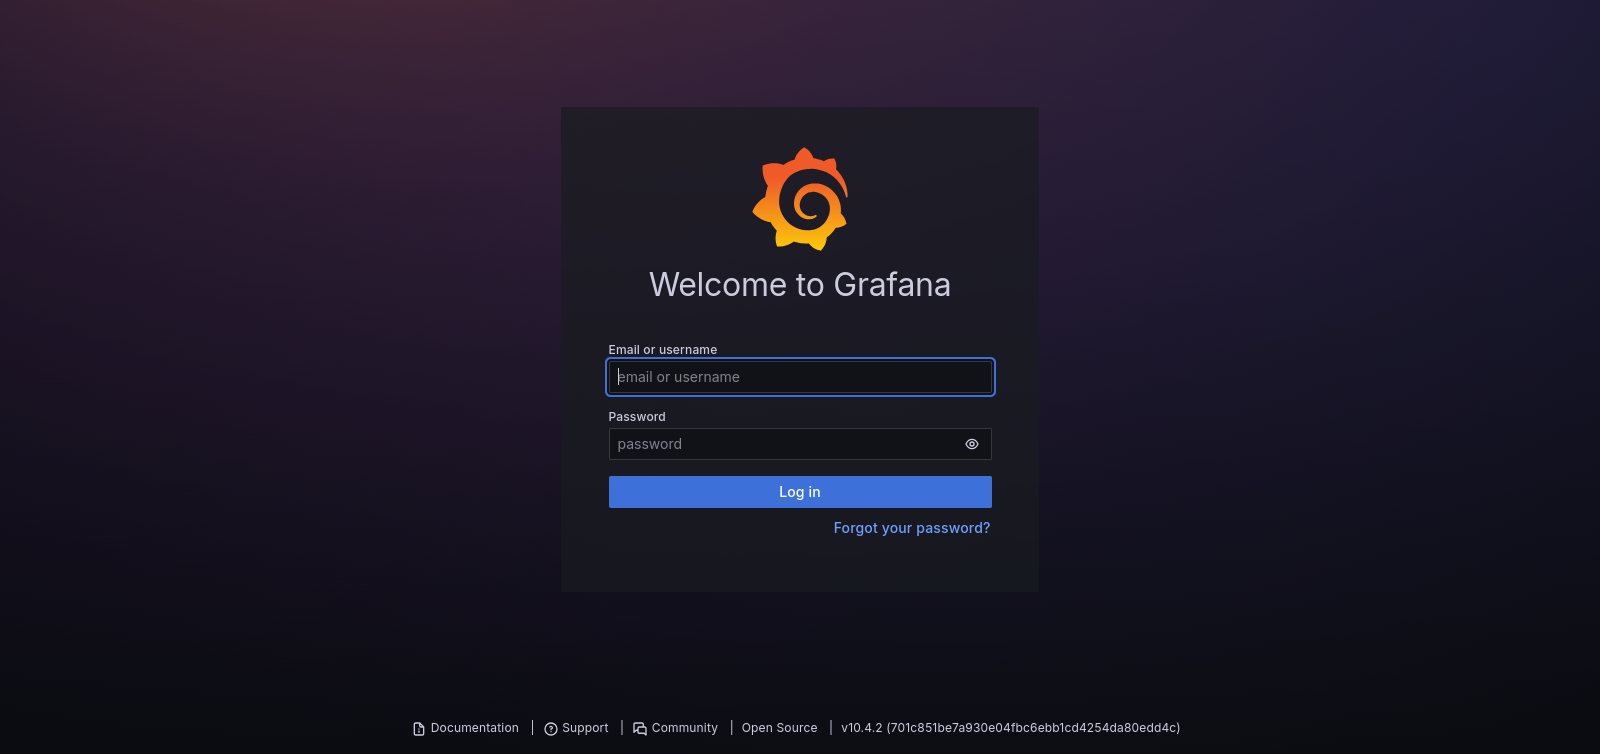 Welcome to Grafana
Email or username
email or username
Password
password
Log in
Forgot your password?
Documentation | Support | Community | Open Source | v10.4.2 (701c851be7a930e04fbc6ebb1cd4254da80edd4c)